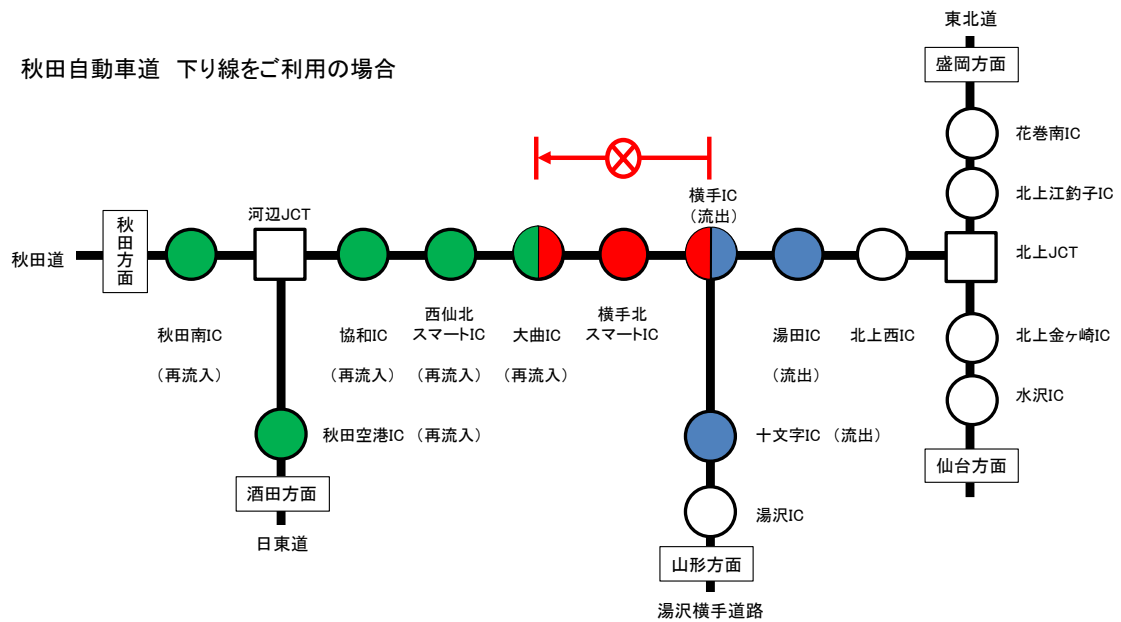 東北道
秋田自動車道 下り線をご利用の場合
盛岡方面
花巻南IC
北上江釣子IC
横手IC
（流出）
河辺JCT
秋田方面
秋田道
北上JCT
秋田南IC
（再流入）
協和IC
（再流入）
西仙北
スマートIC
（再流入）
大曲IC
（再流入）
横手北
スマートIC
湯田IC
（流出）
北上西IC
北上金ヶ崎IC
水沢IC
秋田空港IC （再流入）
十文字IC （流出）
仙台方面
酒田方面
湯沢IC
日東道
山形方面
湯沢横手道路